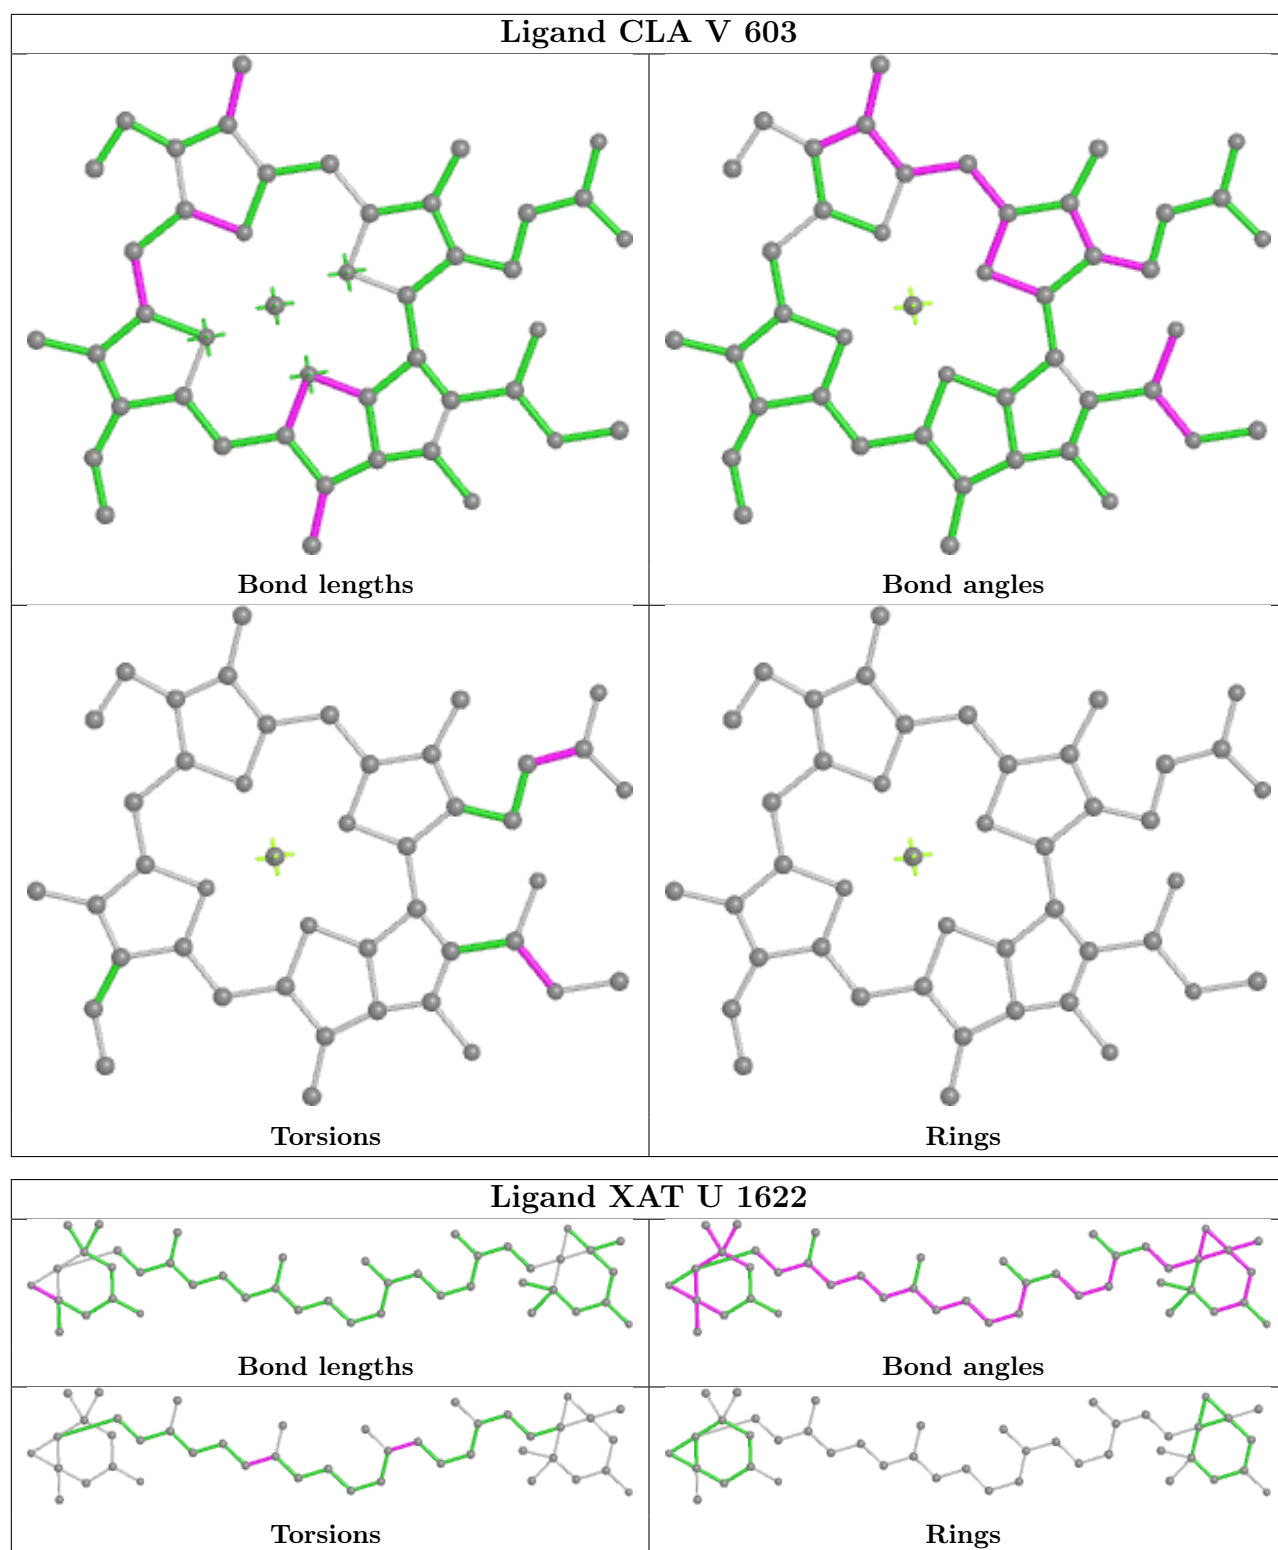 Ligand CLA V 603
Bond lengths
Bond angles
Torsions
Rings
Ligand XAT U 1622
Bond lengths
Bond angles
Torsions
Rings